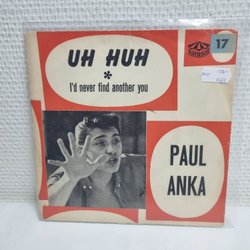 UH HUH
*
I'd never find another you
17
PAUL
ANKA